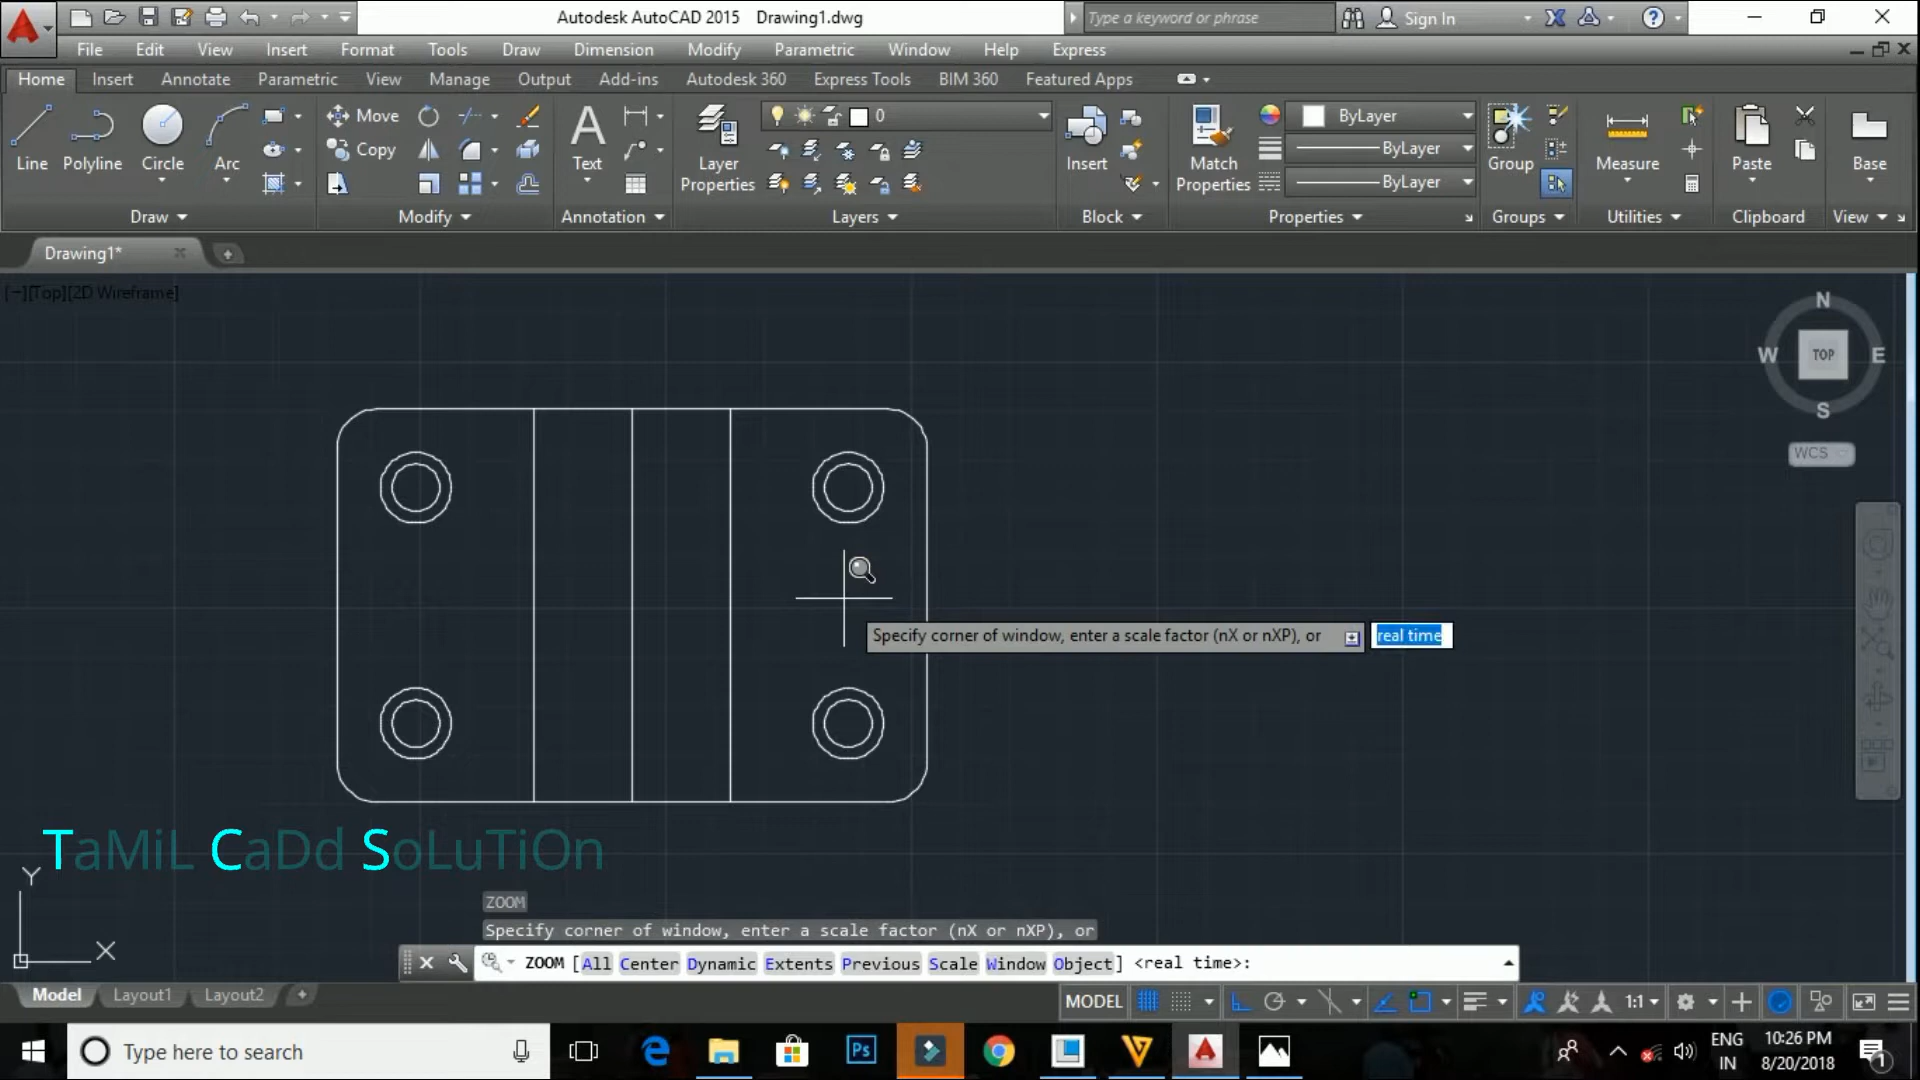 Autodesk AutoCAD 2015 Drawing1.dwg
Type a keyword or phrase
Sign In
File Edit View Insert Format Tools Draw Dimension Modify Parametric Window Help Express
Home Insert Annotate Parametric View Manage Output Add-ins Autodesk 360 Express Tools BIM 360 Featured Apps
Line Polyline Circle Arc
Move
Copy
Text
Layer Properties
0
Insert
Match Properties
ByLayer
ByLayer
ByLayer
Group
Measure
Paste
Base
Draw Modify Annotation Layers Block Properties Groups Utilities Clipboard View
Drawing1*
[−][Top][2D Wireframe]
N
W TOP E
S
WCS
Specify corner of window, enter a scale factor (nX or nXP), or real time
TaMiL CaDd SoLuTiOn
Y
X
ZOOM
Specify corner of window, enter a scale factor (nX or nXP), or
ZOOM [All Center Dynamic Extents Previous Scale Window Object] <real time>:
Model Layout1 Layout2
MODEL 1:1
Type here to search
Ps
ENG
IN
10:26 PM
8/20/2018
1